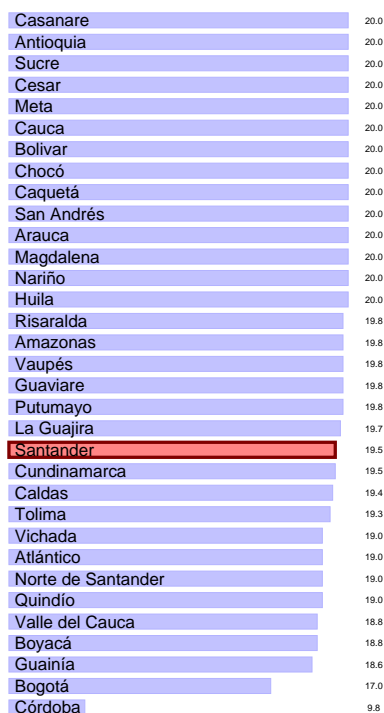 Casanare 20.0
Antioquia 20.0
Sucre 20.0
Cesar 20.0
Meta 20.0
Cauca 20.0
Bolivar 20.0
Chocó 20.0
Caquetá 20.0
San Andrés 20.0
Arauca 20.0
Magdalena 20.0
Nariño 20.0
Huila 20.0
Risaralda 19.8
Amazonas 19.8
Vaupés 19.8
Guaviare 19.8
Putumayo 19.8
La Guajira 19.7
Santander 19.5
Cundinamarca 19.5
Caldas 19.4
Tolima 19.3
Vichada 19.0
Atlántico 19.0
Norte de Santander 19.0
Quindío 19.0
Valle del Cauca 18.8
Boyacá 18.8
Guainía 18.6
Bogotá 17.0
Córdoba 9.8